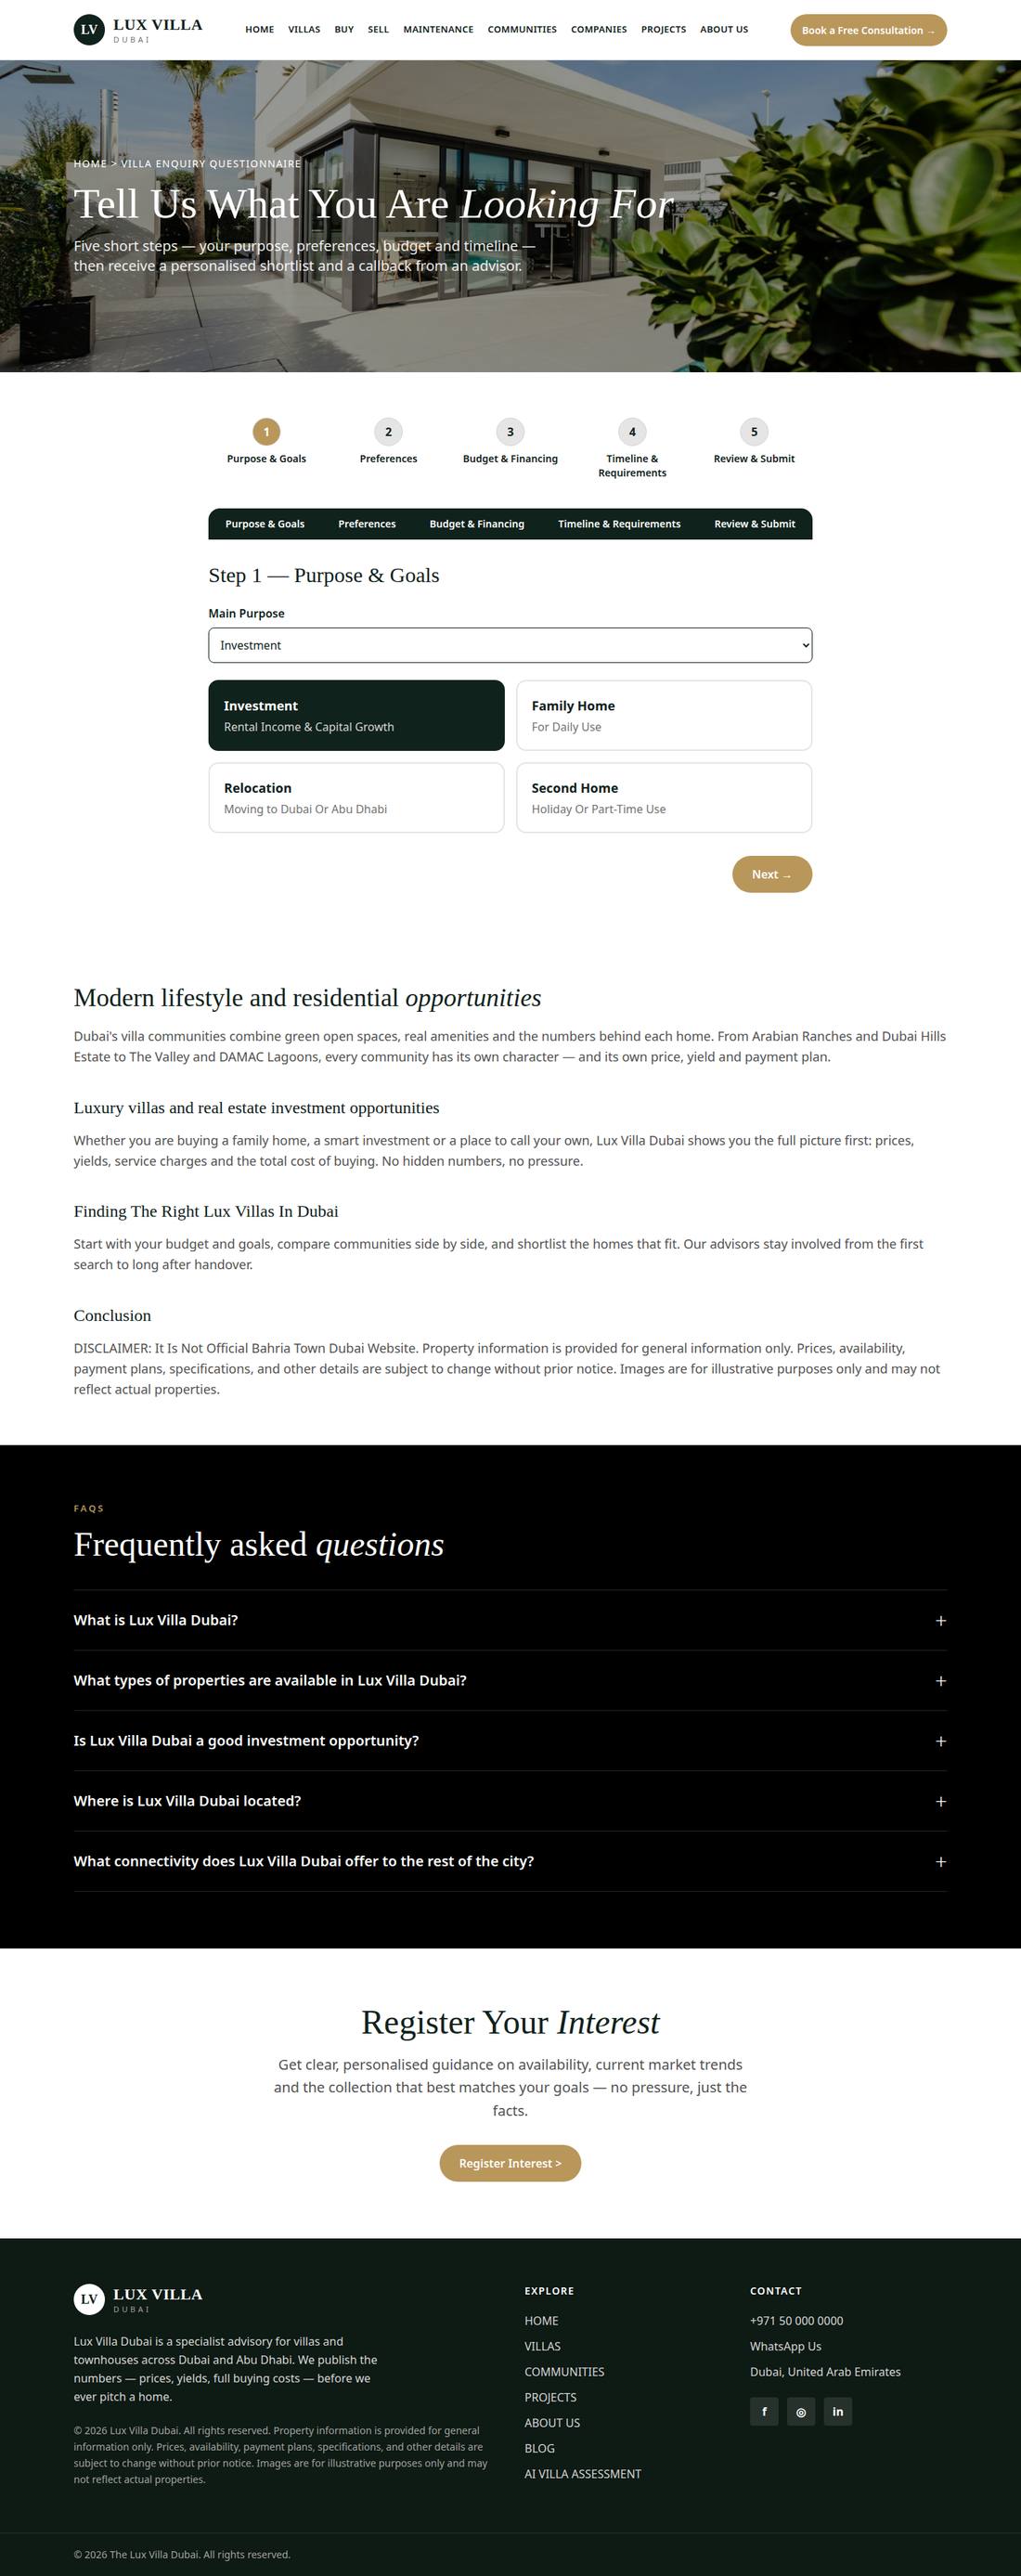 LV LUX VILLA
DUBAI
HOME VILLAS BUY SELL MAINTENANCE COMMUNITIES COMPANIES PROJECTS ABOUT US
Book a Free Consultation →
HOME > VILLA ENQUIRY QUESTIONNAIRE
Tell Us What You Are Looking For
Five short steps — your purpose, preferences, budget and timeline —
then receive a personalised shortlist and a callback from an advisor.
1 2 3 4 5
Purpose & Goals Preferences Budget & Financing Timeline & Requirements Review & Submit
Purpose & Goals Preferences Budget & Financing Timeline & Requirements Review & Submit
Step 1 — Purpose & Goals
Main Purpose
Investment
Investment
Rental Income & Capital Growth
Family Home
For Daily Use
Relocation
Moving to Dubai Or Abu Dhabi
Second Home
Holiday Or Part-Time Use
Next →
Modern lifestyle and residential opportunities
Dubai's villa communities combine green open spaces, real amenities and the numbers behind each home. From Arabian Ranches and Dubai Hills
Estate to The Valley and DAMAC Lagoons, every community has its own character — and its own price, yield and payment plan.
Luxury villas and real estate investment opportunities
Whether you are buying a family home, a smart investment or a place to call your own, Lux Villa Dubai shows you the full picture first: prices,
yields, service charges and the total cost of buying. No hidden numbers, no pressure.
Finding The Right Lux Villas In Dubai
Start with your budget and goals, compare communities side by side, and shortlist the homes that fit. Our advisors stay involved from the first
search to long after handover.
Conclusion
DISCLAIMER: It Is Not Official Bahria Town Dubai Website. Property information is provided for general information only. Prices, availability,
payment plans, specifications, and other details are subject to change without prior notice. Images are for illustrative purposes only and may not
reflect actual properties.
FAQS
Frequently asked questions
What is Lux Villa Dubai? +
What types of properties are available in Lux Villa Dubai? +
Is Lux Villa Dubai a good investment opportunity? +
Where is Lux Villa Dubai located? +
What connectivity does Lux Villa Dubai offer to the rest of the city? +
Register Your Interest
Get clear, personalised guidance on availability, current market trends
and the collection that best matches your goals — no pressure, just the
facts.
Register Interest >
LV LUX VILLA
DUBAI
Lux Villa Dubai is a specialist advisory for villas and
townhouses across Dubai and Abu Dhabi. We publish the
numbers — prices, yields, full buying costs — before we
ever pitch a home.
© 2026 Lux Villa Dubai. All rights reserved. Property information is provided for general
information only. Prices, availability, payment plans, specifications, and other details are
subject to change without prior notice. Images are for illustrative purposes only and may
not reflect actual properties.
EXPLORE
HOME
VILLAS
COMMUNITIES
PROJECTS
ABOUT US
BLOG
AI VILLA ASSESSMENT
CONTACT
+971 50 000 0000
WhatsApp Us
Dubai, United Arab Emirates
f ◎ in
© 2026 The Lux Villa Dubai. All rights reserved.